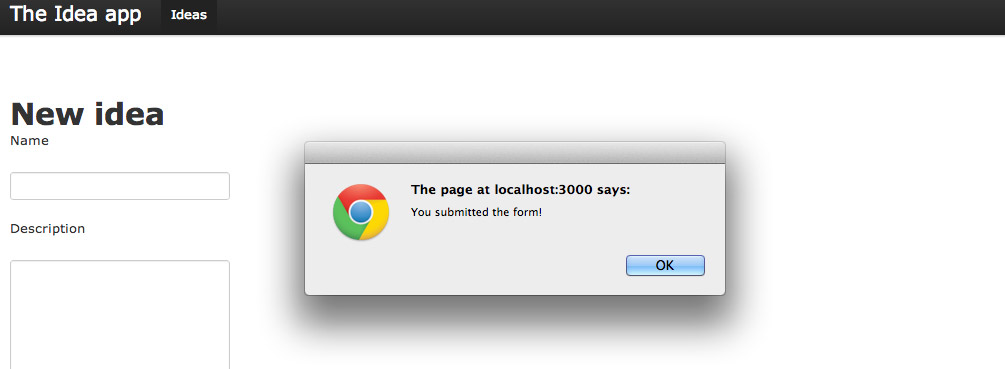 The Idea app Ideas
New idea
Name
Description
The page at localhost:3000 says:
You submitted the form!
OK